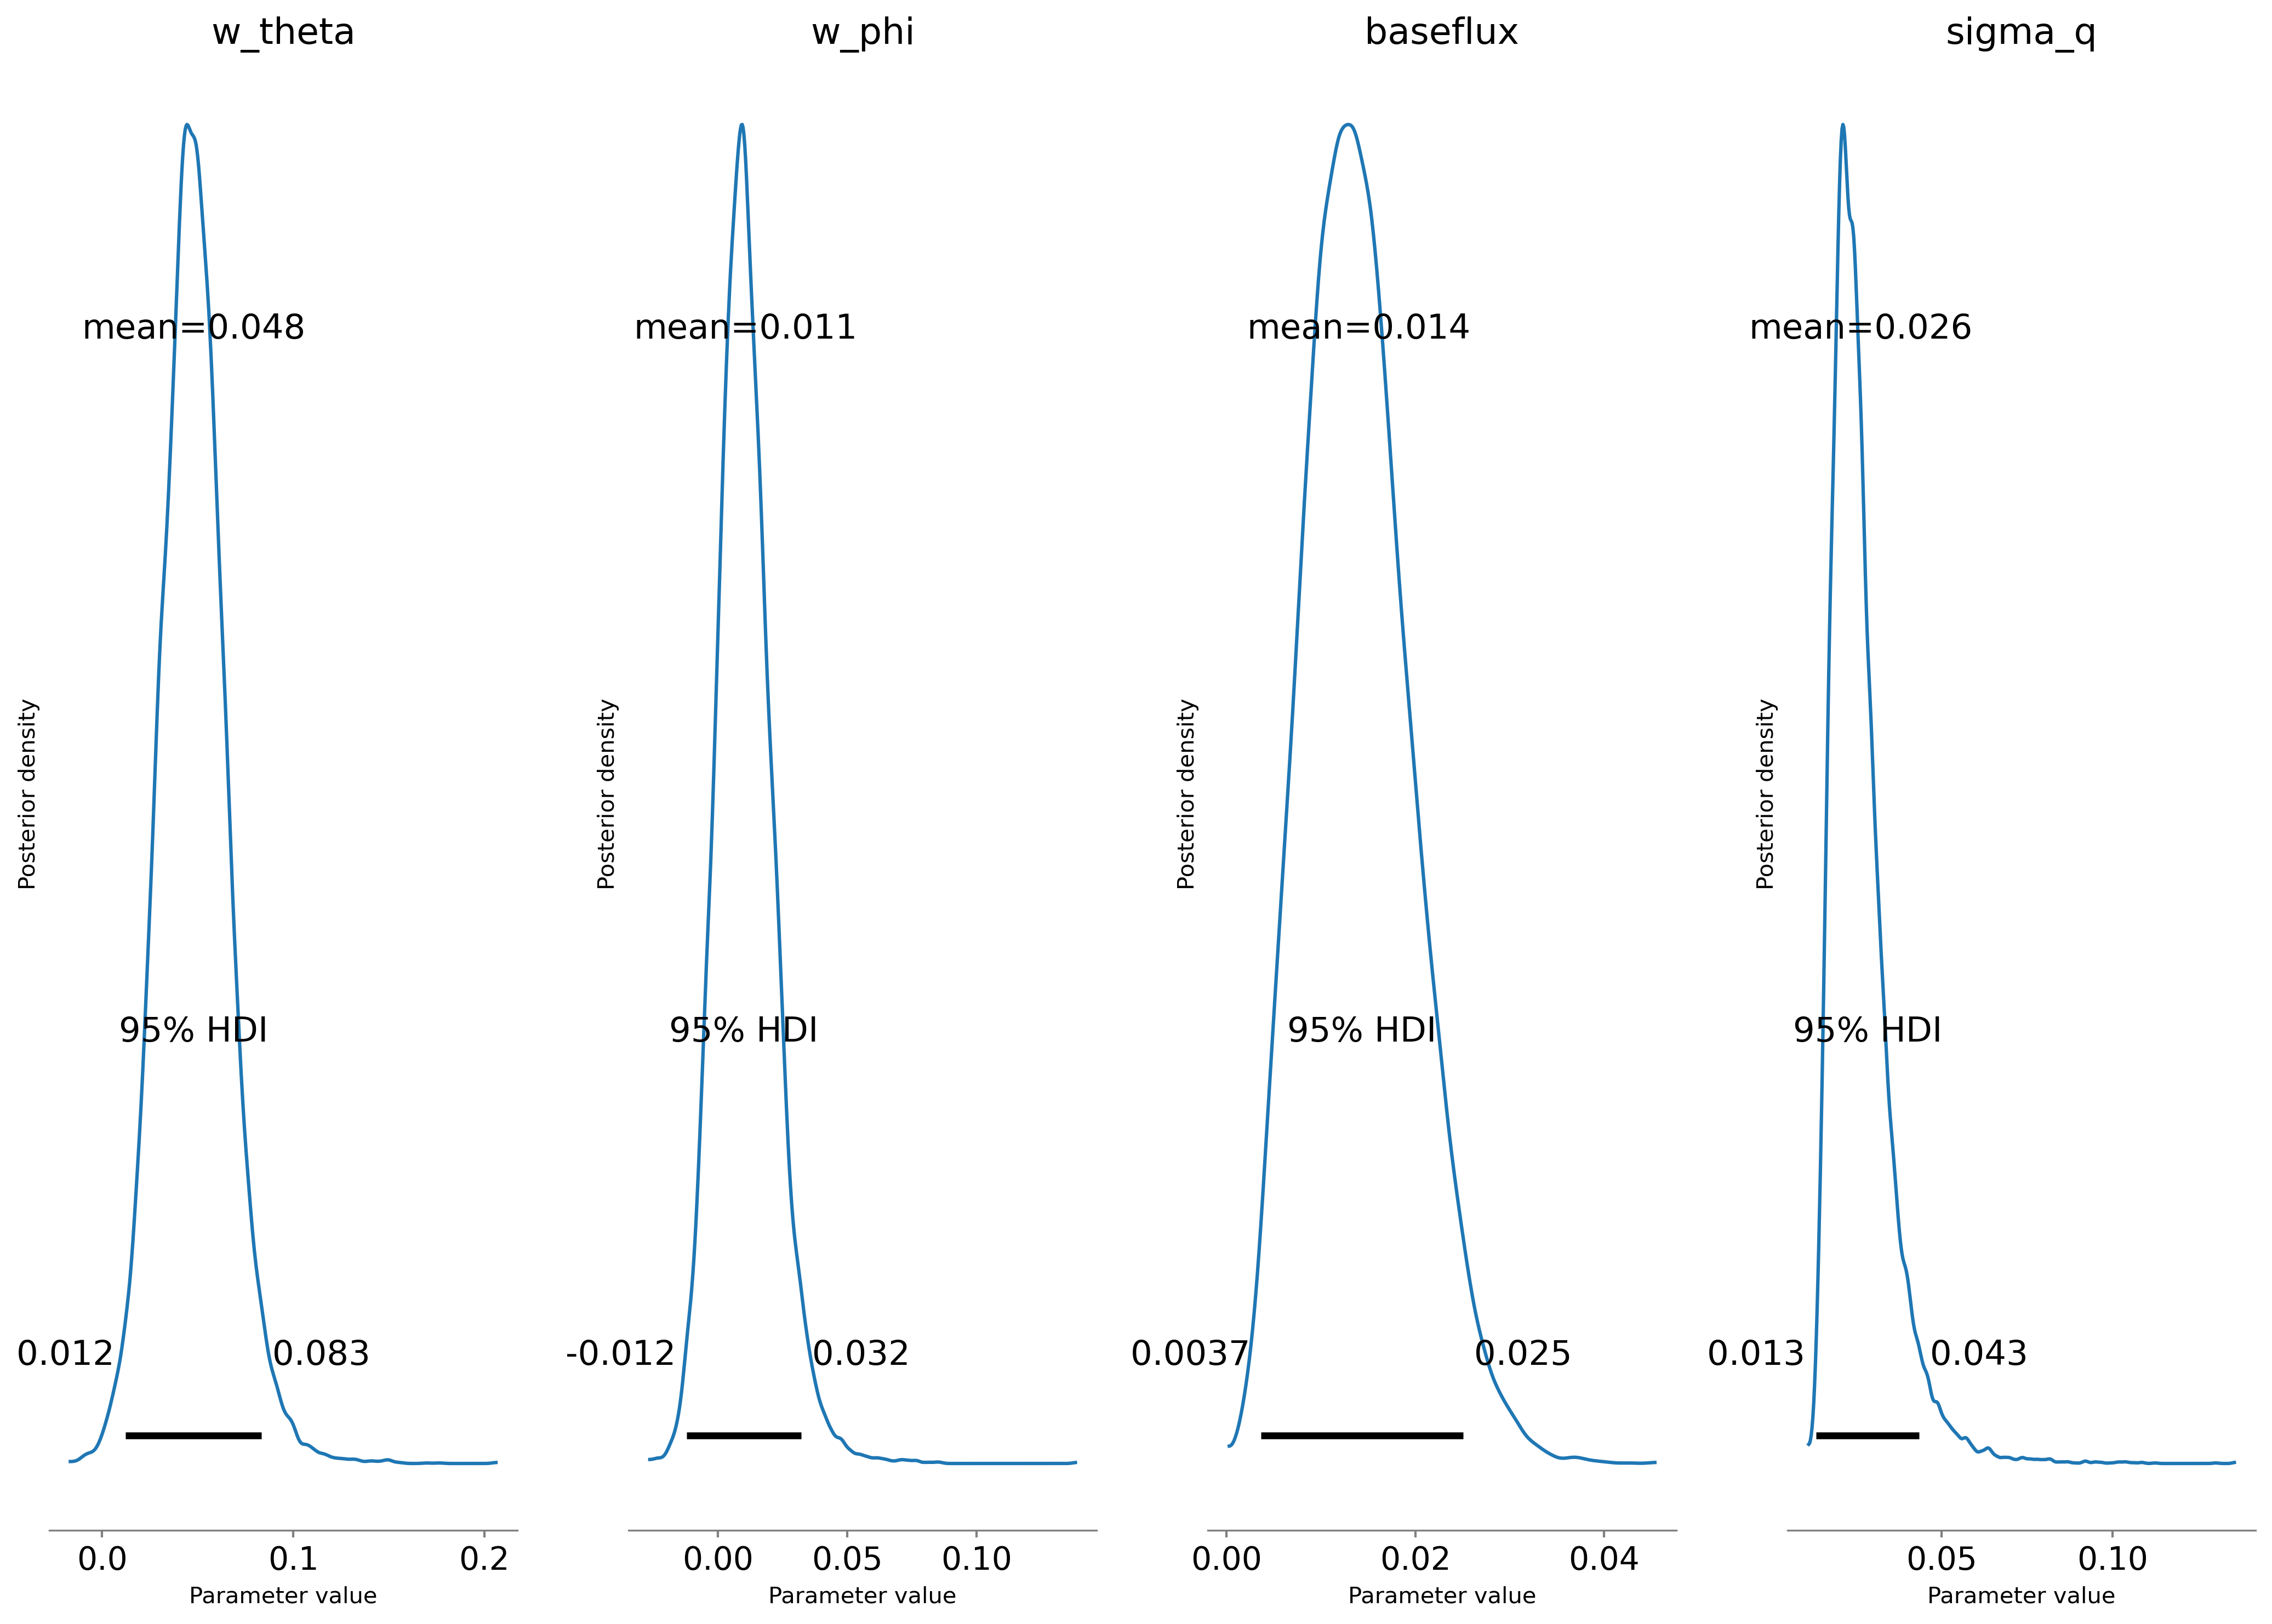 w_theta
w_phi
baseflux
sigma_q
mean=0.048
mean=0.011
mean=0.014
mean=0.026
Posterior density
Posterior density
Posterior density
Posterior density
95% HDI
95% HDI
95% HDI
95% HDI
0.012
0.083
-0.012
0.032
0.0037
0.025
0.013
0.043
0.0
0.1
0.2
0.00
0.05
0.10
0.00
0.02
0.04
0.05
0.10
Parameter value
Parameter value
Parameter value
Parameter value